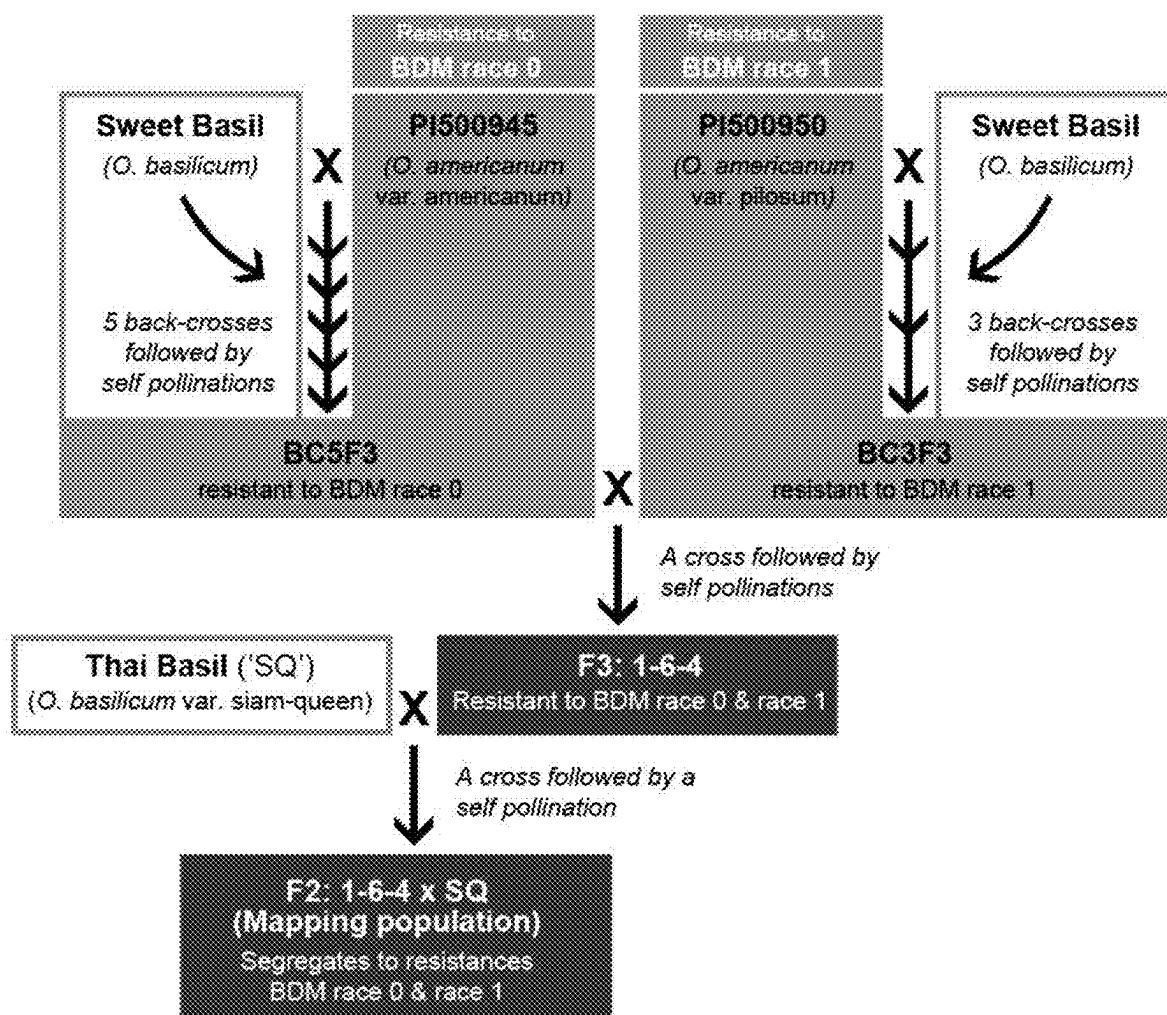 Resistance to
BDM race 0
Resistance to
BDM race 1
Sweet Basil
(O. basilicum)
X
PI500945
(O. americanum
var. americanum)
PI500950
(O. americanum
var. pilosum)
X
Sweet Basil
(O. basilicum)
5 back-crosses
followed by
self pollinations
3 back-crosses
followed by
self pollinations
BC5F3
resistant to BDM race 0
X
BC3F3
resistant to BDM race 1
A cross followed by
self pollinations
Thai Basil ('SQ')
(O. basilicum var. siam-queen)
X
F3: 1-6-4
Resistant to BDM race 0 & race 1
A cross followed by a
self pollination
F2: 1-6-4 x SQ
(Mapping population)
Segregates to resistances
BDM race 0 & race 1